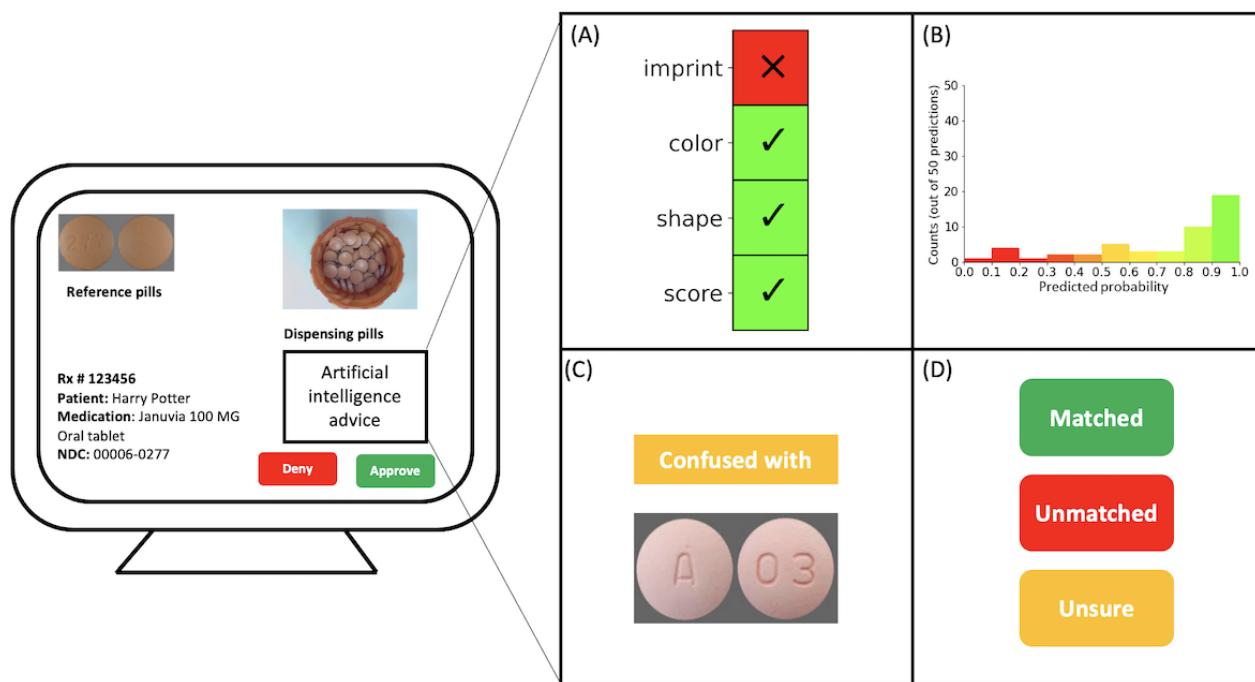 277
Reference pills
Dispensing pills
Rx # 123456
Patient: Harry Potter
Medication: Januvia 100 MG
Oral tablet
NDC: 00006-0277
Artificial
intelligence
advice
Deny
Approve
(A)
imprint
color
shape
score
(B)
Counts (out of 50 predictions)
50
40
30
20
10
0
0.0 0.1 0.2 0.3 0.4 0.5 0.6 0.7 0.8 0.9 1.0
Predicted probability
(C)
Confused with
A
03
(D)
Matched
Unmatched
Unsure